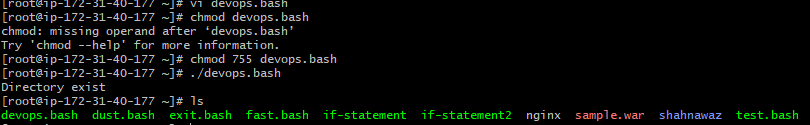 [root@ip-172-31-40-177 ~]# vi devops.bash
[root@ip-172-31-40-177 ~]# chmod devops.bash
chmod: missing operand after ‘devops.bash’
Try 'chmod --help' for more information.
[root@ip-172-31-40-177 ~]# chmod 755 devops.bash
[root@ip-172-31-40-177 ~]# ./devops.bash
Directory exist
[root@ip-172-31-40-177 ~]# ls
devops.bash dust.bash exit.bash fast.bash if-statement if-statement2 nginx sample.war shahnawaz test.bash